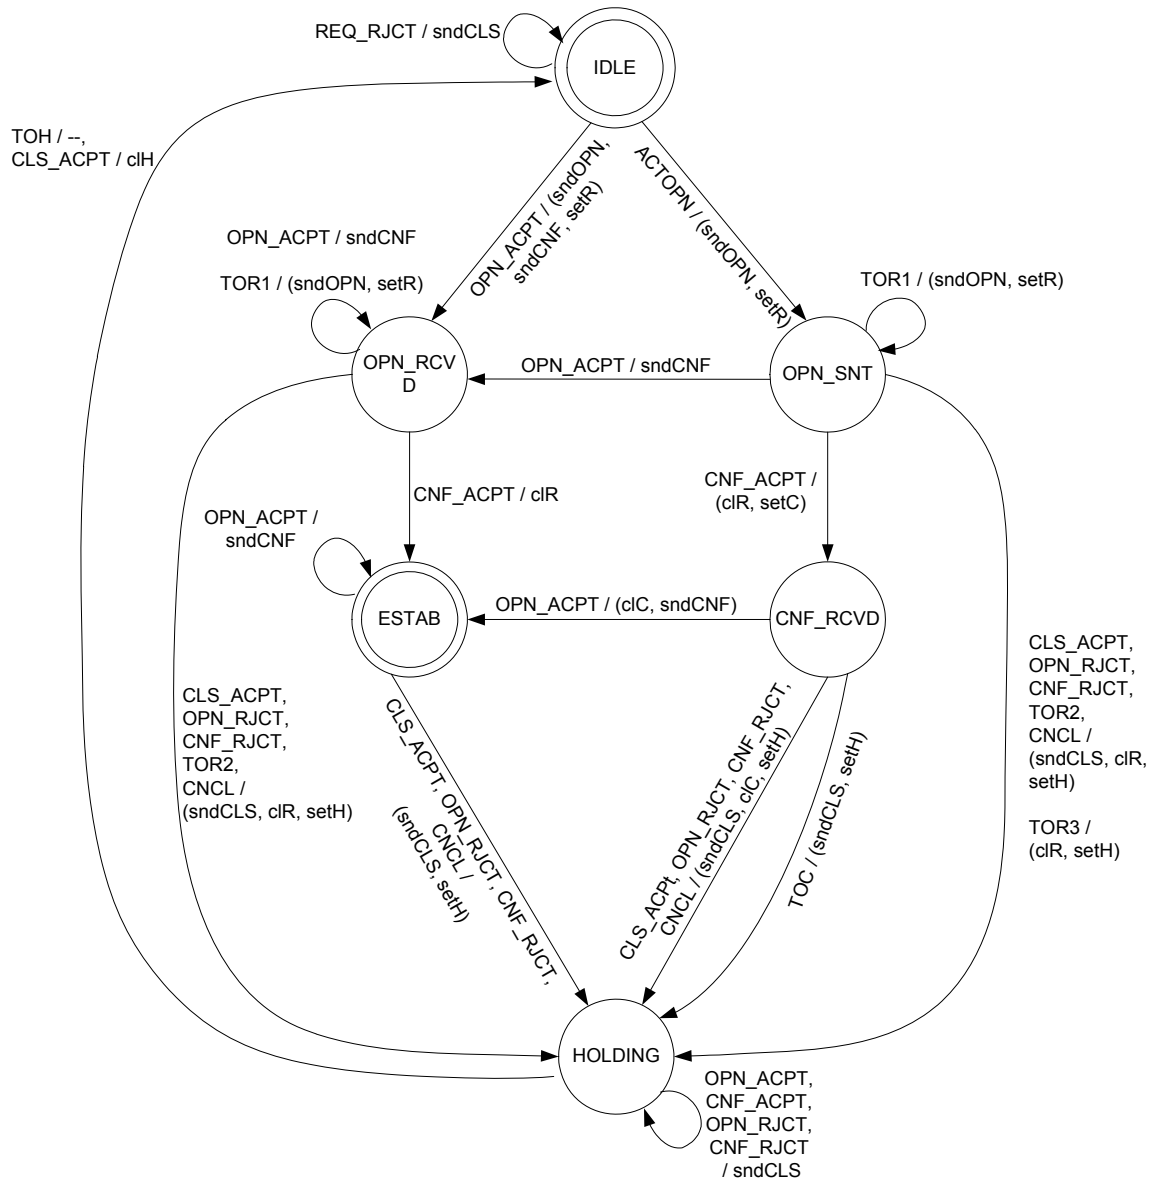 REQ_RJCT / sndCLS
IDLE
TOH / --,
CLS_ACPT / clH
OPN_ACPT / (sndOPN,
sndCNF, setR)
ACTOPN / (sndOPN, setR)
OPN_ACPT / sndCNF
TOR1 / (sndOPN, setR)
TOR1 / (sndOPN, setR)
OPN_RCV
D
OPN_ACPT / sndCNF
OPN_SNT
CNF_ACPT / clR
CNF_ACPT /
(clR, setC)
OPN_ACPT /
sndCNF
ESTAB
OPN_ACPT / (clC, sndCNF)
CNF_RCVD
CLS_ACPT,
OPN_RJCT,
CNF_RJCT,
TOR2,
CNCL /
(sndCLS, clR, setH)
CLS_ACPT, OPN_RJCT, CNF_RJCT,
CNCL /
(sndCLS, setH)
CLS_ACPt, OPN_RJCT, CNF_RJCT,
CNCL / (sndCLS, clC, setH)
TOC / (sndCLS, setH)
CLS_ACPT,
OPN_RJCT,
CNF_RJCT,
TOR2,
CNCL /
(sndCLS, clR,
setH)
TOR3 /
(clR, setH)
HOLDING
OPN_ACPT,
CNF_ACPT,
OPN_RJCT,
CNF_RJCT
/ sndCLS